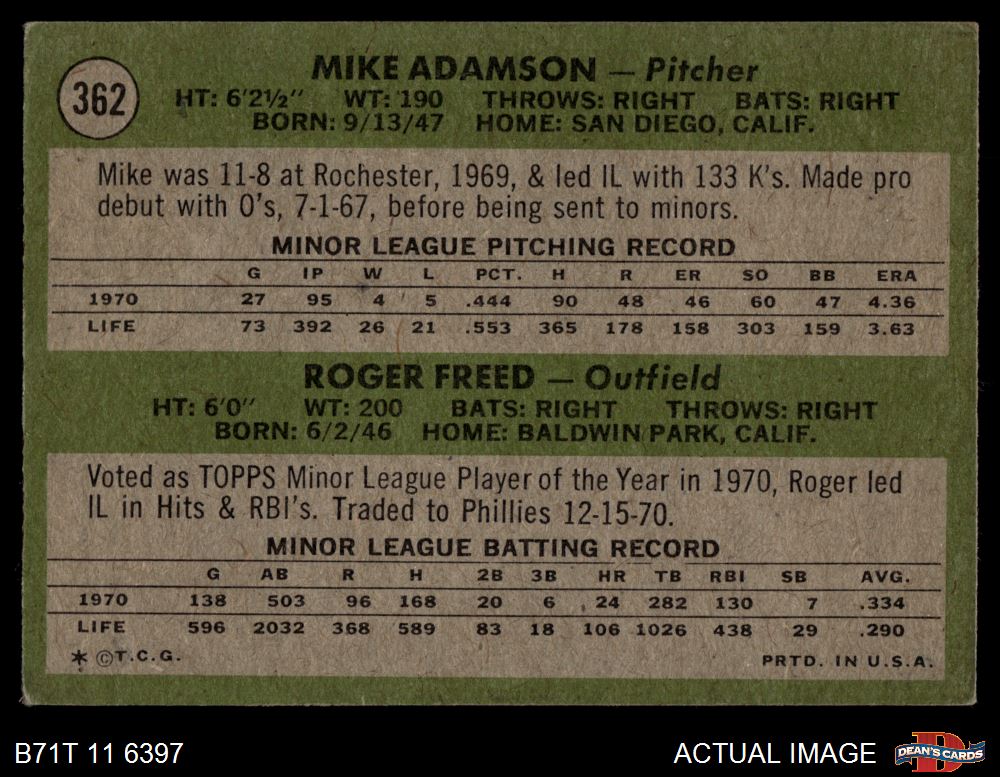 362
MIKE ADAMSON — Pitcher
HT: 6'2½" WT: 190 THROWS: RIGHT BATS: RIGHT
BORN: 9/13/47 HOME: SAN DIEGO, CALIF.
Mike was 11-8 at Rochester, 1969, & led IL with 133 K's. Made pro
debut with O's, 7-1-67, before being sent to minors.
MINOR LEAGUE PITCHING RECORD
G IP W L PCT. H R ER SO BB ERA
1970 27 95 4 5 .444 90 48 46 60 47 4.36
LIFE 73 392 26 21 .553 365 178 158 303 159 3.63
ROGER FREED — Outfield
HT: 6'0" WT: 200 BATS: RIGHT THROWS: RIGHT
BORN: 6/2/46 HOME: BALDWIN PARK, CALIF.
Voted as TOPPS Minor League Player of the Year in 1970, Roger led
IL in Hits & RBI's. Traded to Phillies 12-15-70.
MINOR LEAGUE BATTING RECORD
G AB R H 2B 3B HR TB RBI SB AVG.
1970 138 503 96 168 20 6 24 282 130 7 .334
LIFE 596 2032 368 589 83 18 106 1026 438 29 .290
* ©T.C.G. PRTD. IN U.S.A.
B71T 11 6397 ACTUAL IMAGE DEAN'S CARDS